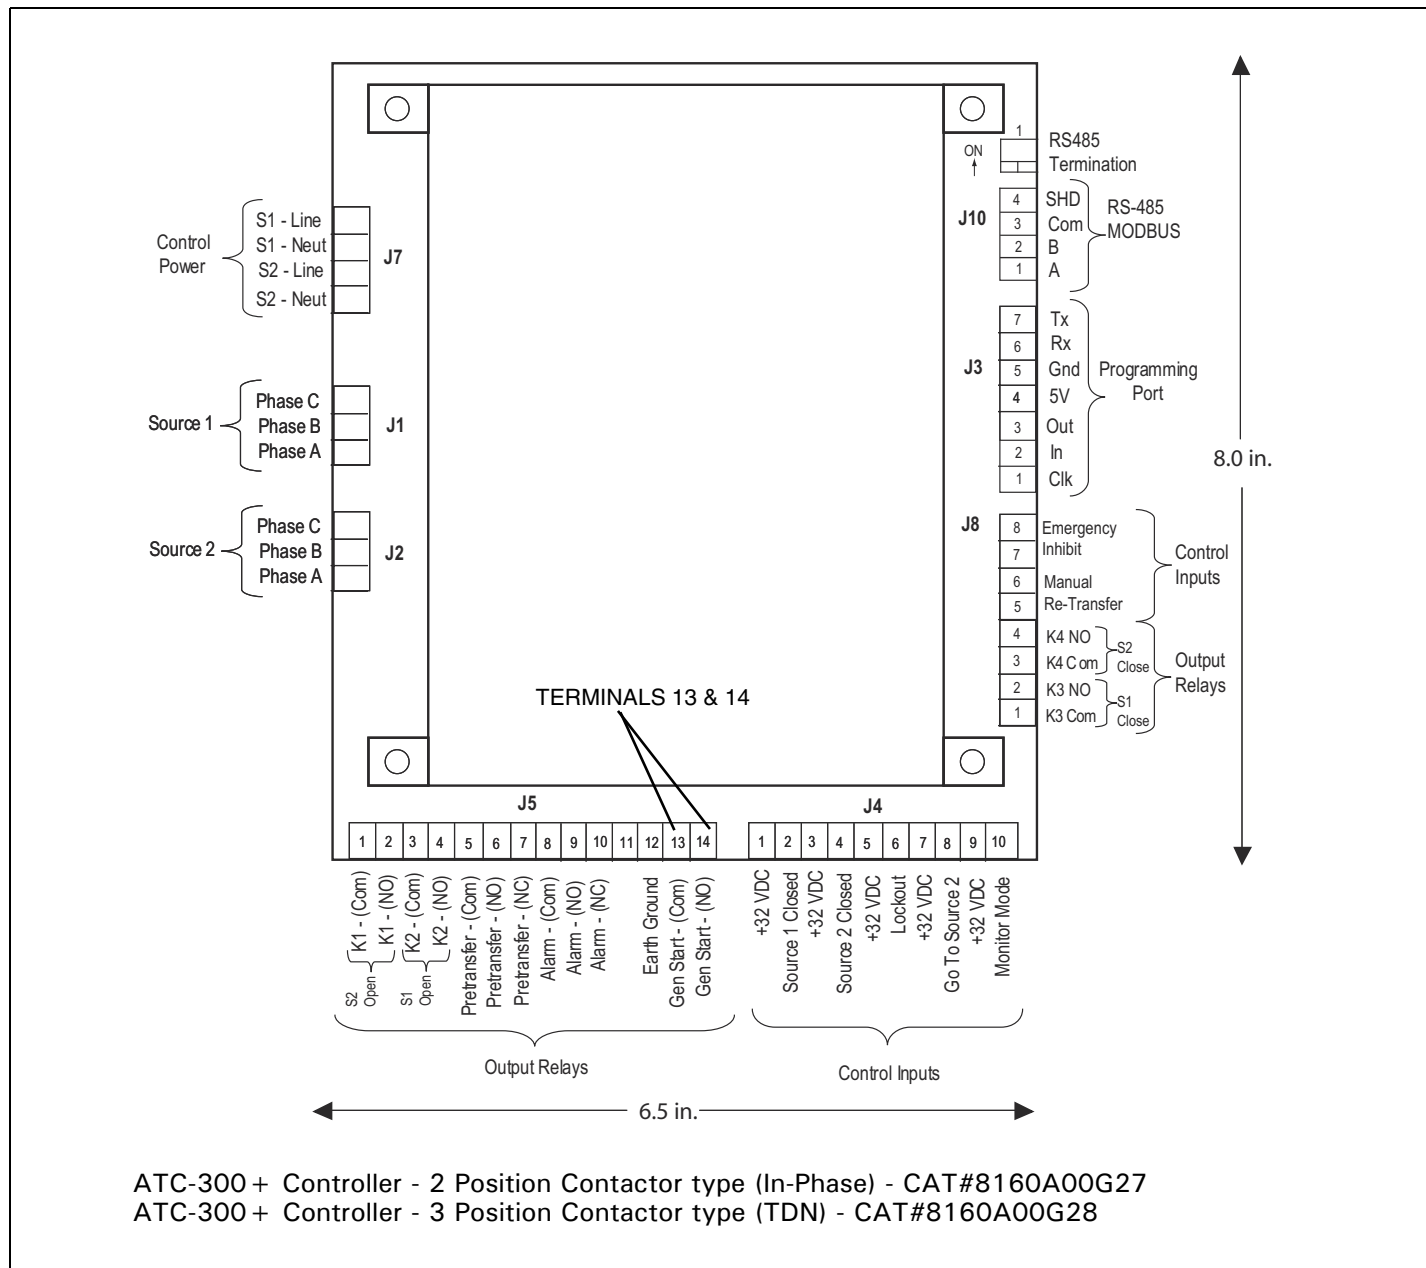 1
RS485
Termination
ON
J10
4 SHD
3 Com
2 B
1 A
RS-485
MODBUS
Control
Power
S1 - Line
S1 - Neut
S2 - Line
S2 - Neut
J7
J3
7 Tx
6 Rx
5 Gnd
4 5V
3 Out
2 In
1 Clk
Programming
Port
8.0 in.
Source 1
Phase C
Phase B
Phase A
J1
Source 2
Phase C
Phase B
Phase A
J2
J8
8 Emergency
7 Inhibit
6 Manual
5 Re-Transfer
Control
Inputs
4 K4 NO
3 K4 Com
S2
Close
2 K3 NO
1 K3 Com
S1
Close
Output
Relays
TERMINALS 13 & 14
J5
J4
1 2 3 4 5 6 7 8 9 10 11 12 13 14
1 2 3 4 5 6 7 8 9 10
K1 - (Com)
K1 - (NO)
K2 - (Com)
K2 - (NO)
Pretransfer - (Com)
Pretransfer - (NO)
Pretransfer - (NC)
Alarm - (Com)
Alarm - (NO)
Alarm - (NC)
Earth Ground
Gen Start - (Com)
Gen Start - (NO)
S2
Open
S1
Open
+32 VDC
Source 1 Closed
+32 VDC
Source 2 Closed
+32 VDC
Lockout
+32 VDC
Go To Source 2
+32 VDC
Monitor Mode
Output Relays
Control Inputs
6.5 in.
ATC-300+ Controller - 2 Position Contactor type (In-Phase) - CAT#8160A00G27
ATC-300+ Controller - 3 Position Contactor type (TDN) - CAT#8160A00G28